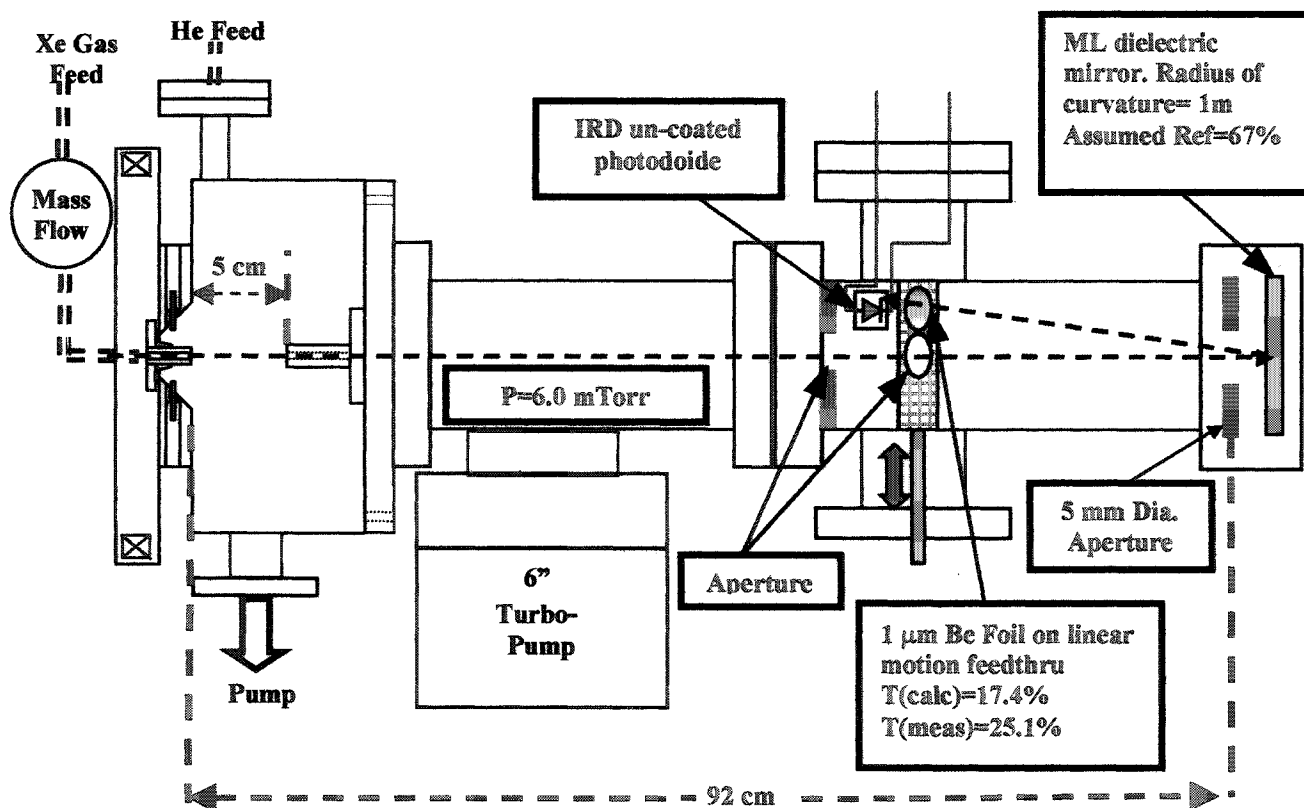 He Feed
Xe Gas
Feed
Mass
Flow
5 cm
P=6.0 mTorr
6”
Turbo-
Pump
Pump
IRD un-coated
photodoide
ML dielectric
mirror. Radius of
curvature= 1m
Assumed Ref=67%
Aperture
5 mm Dia.
Aperture
1 μm Be Foil on linear
motion feedthru
T(calc)=17.4%
T(meas)=25.1%
92 cm